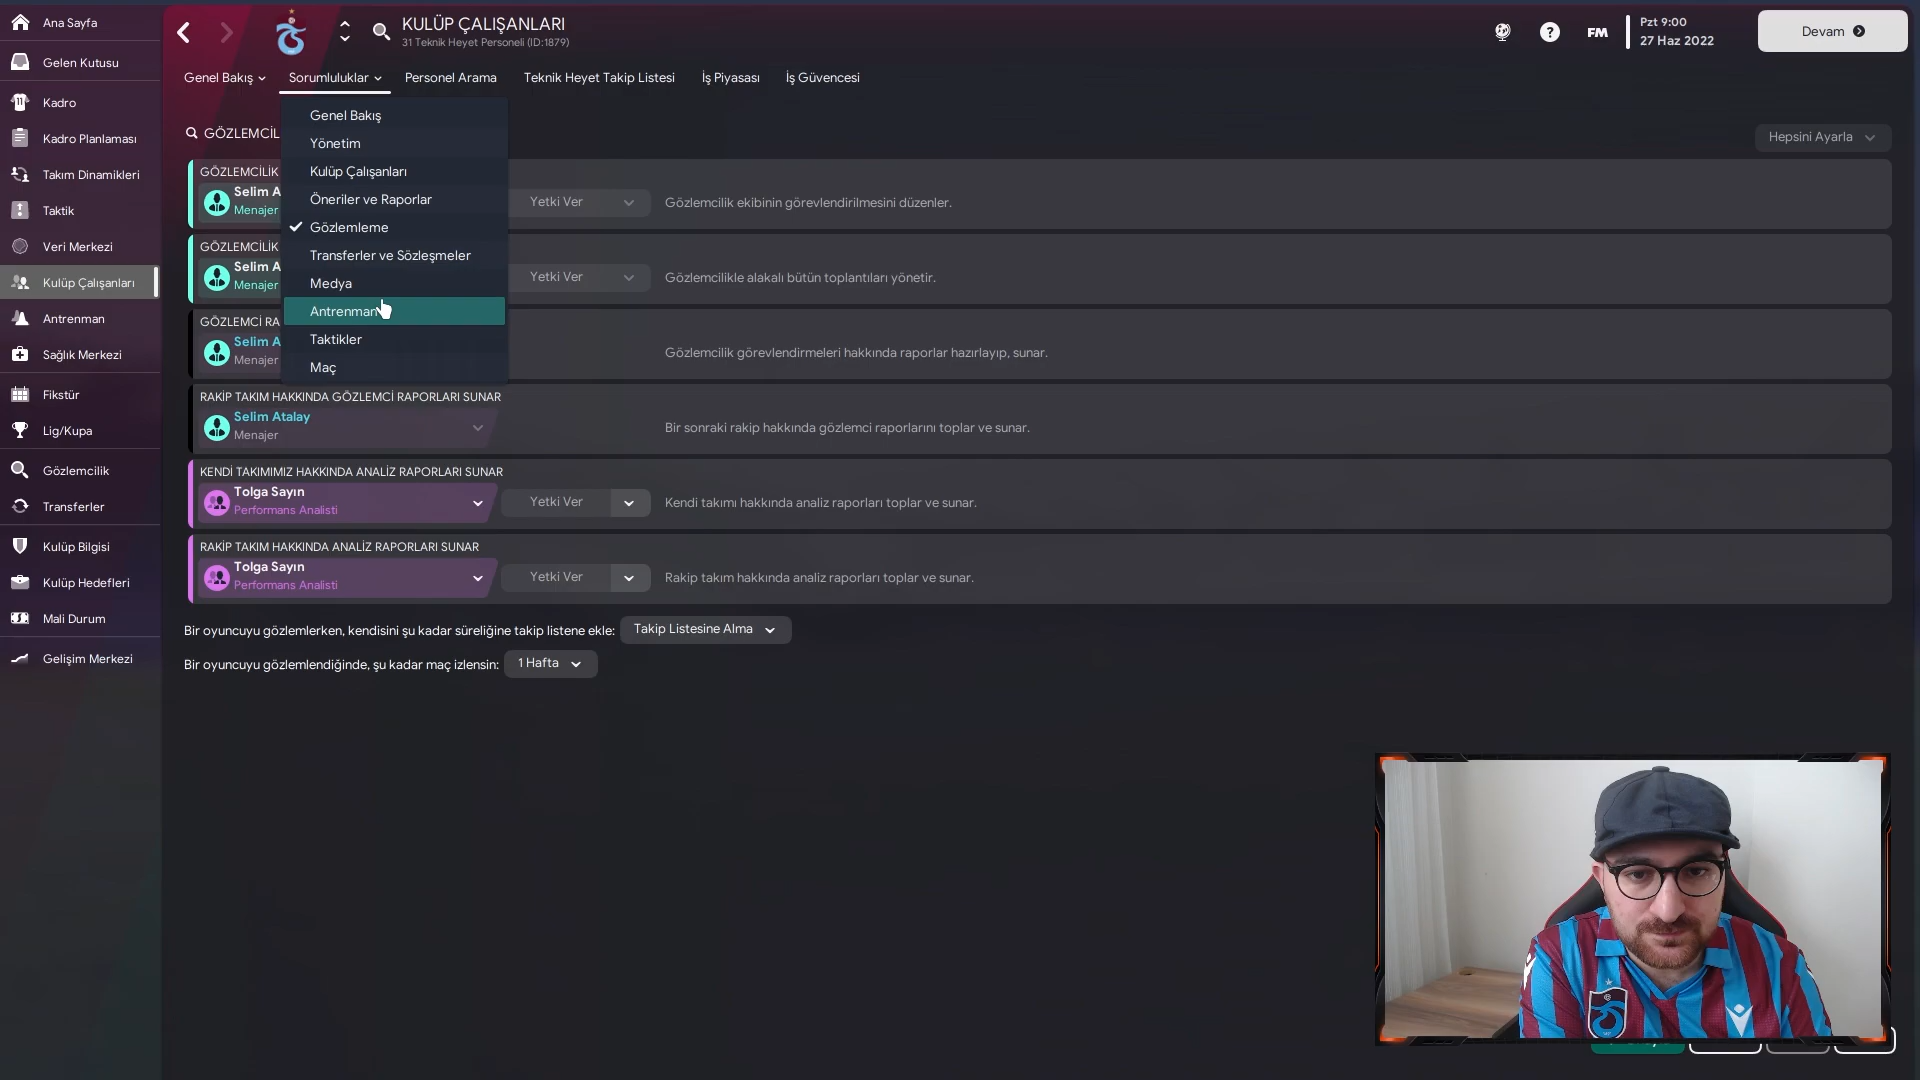 Ana Sayfa
Gelen Kutusu
Kadro
Kadro Planlaması
Takım Dinamikleri
Taktik
Veri Merkezi
Kulüp Çalışanları
Antrenman
Sağlık Merkezi
Fikstür
Lig/Kupa
Gözlemcilik
Transferler
Kulüp Bilgisi
Kulüp Hedefleri
Mali Durum
Gelişim Merkezi
KULÜP ÇALIŞANLARI
31 Teknik Heyet Personeli (ID:1879)
FM
Pzt 9:00
27 Haz 2022
Devam
Genel Bakış
Sorumluluklar
Personel Arama
Teknik Heyet Takip Listesi
İş Piyasası
İş Güvencesi
Genel Bakış
Yönetim
Kulüp Çalışanları
Öneriler ve Raporlar
Gözlemleme
Transferler ve Sözleşmeler
Medya
Antrenman
Taktikler
Maç
GÖZLEMCİL
Hepsini Ayarla
GÖZLEMCİLİK
Selim A
Menajer
Yetki Ver
Gözlemcilik ekibinin görevlendirilmesini düzenler.
GÖZLEMCİLİK
Selim A
Menajer
Yetki Ver
Gözlemcilikle alakalı bütün toplantıları yönetir.
GÖZLEMCİ RA
Selim A
Menajer
Gözlemcilik görevlendirmeleri hakkında raporlar hazırlayıp, sunar.
RAKİP TAKIM HAKKINDA GÖZLEMCİ RAPORLARI SUNAR
Selim Atalay
Menajer
Bir sonraki rakip hakkında gözlemci raporlarını toplar ve sunar.
KENDİ TAKIMIMIZ HAKKINDA ANALİZ RAPORLARI SUNAR
Tolga Sayın
Performans Analisti
Yetki Ver
Kendi takımı hakkında analiz raporları toplar ve sunar.
RAKİP TAKIM HAKKINDA ANALİZ RAPORLARI SUNAR
Tolga Sayın
Performans Analisti
Yetki Ver
Rakip takım hakkında analiz raporları toplar ve sunar.
Bir oyuncuyu gözlemlerken, kendisini şu kadar süreliğine takip listene ekle: Takip Listesine Alma
Bir oyuncuyu gözlemlendiğinde, şu kadar maç izlensin: 1 Hafta